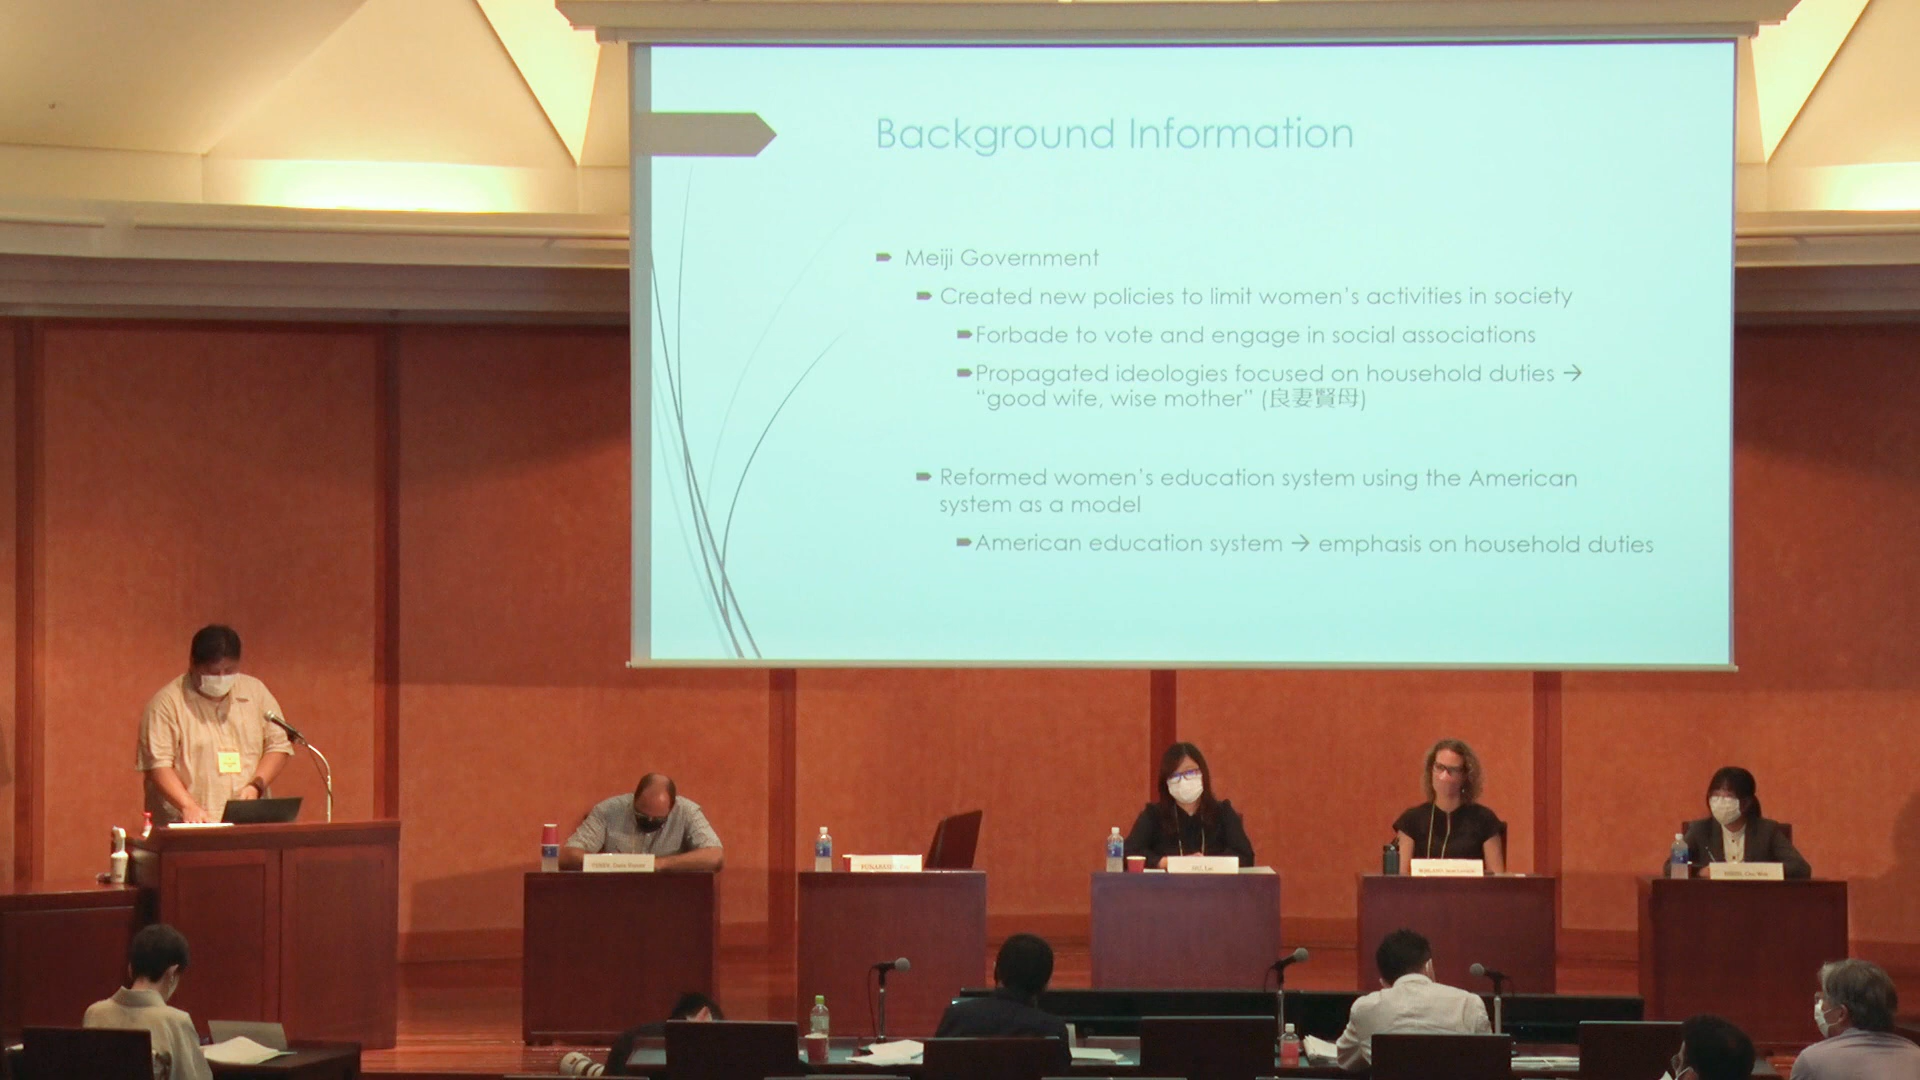 Background Information
Meiji Government
Created new policies to limit women's activities in society
Forbade to vote and engage in social associations
Propagated ideologies focused on household duties →
"good wife, wise mother" (良妻賢母)
Reformed women's education system using the American
system as a model
American education system → emphasis on household duties